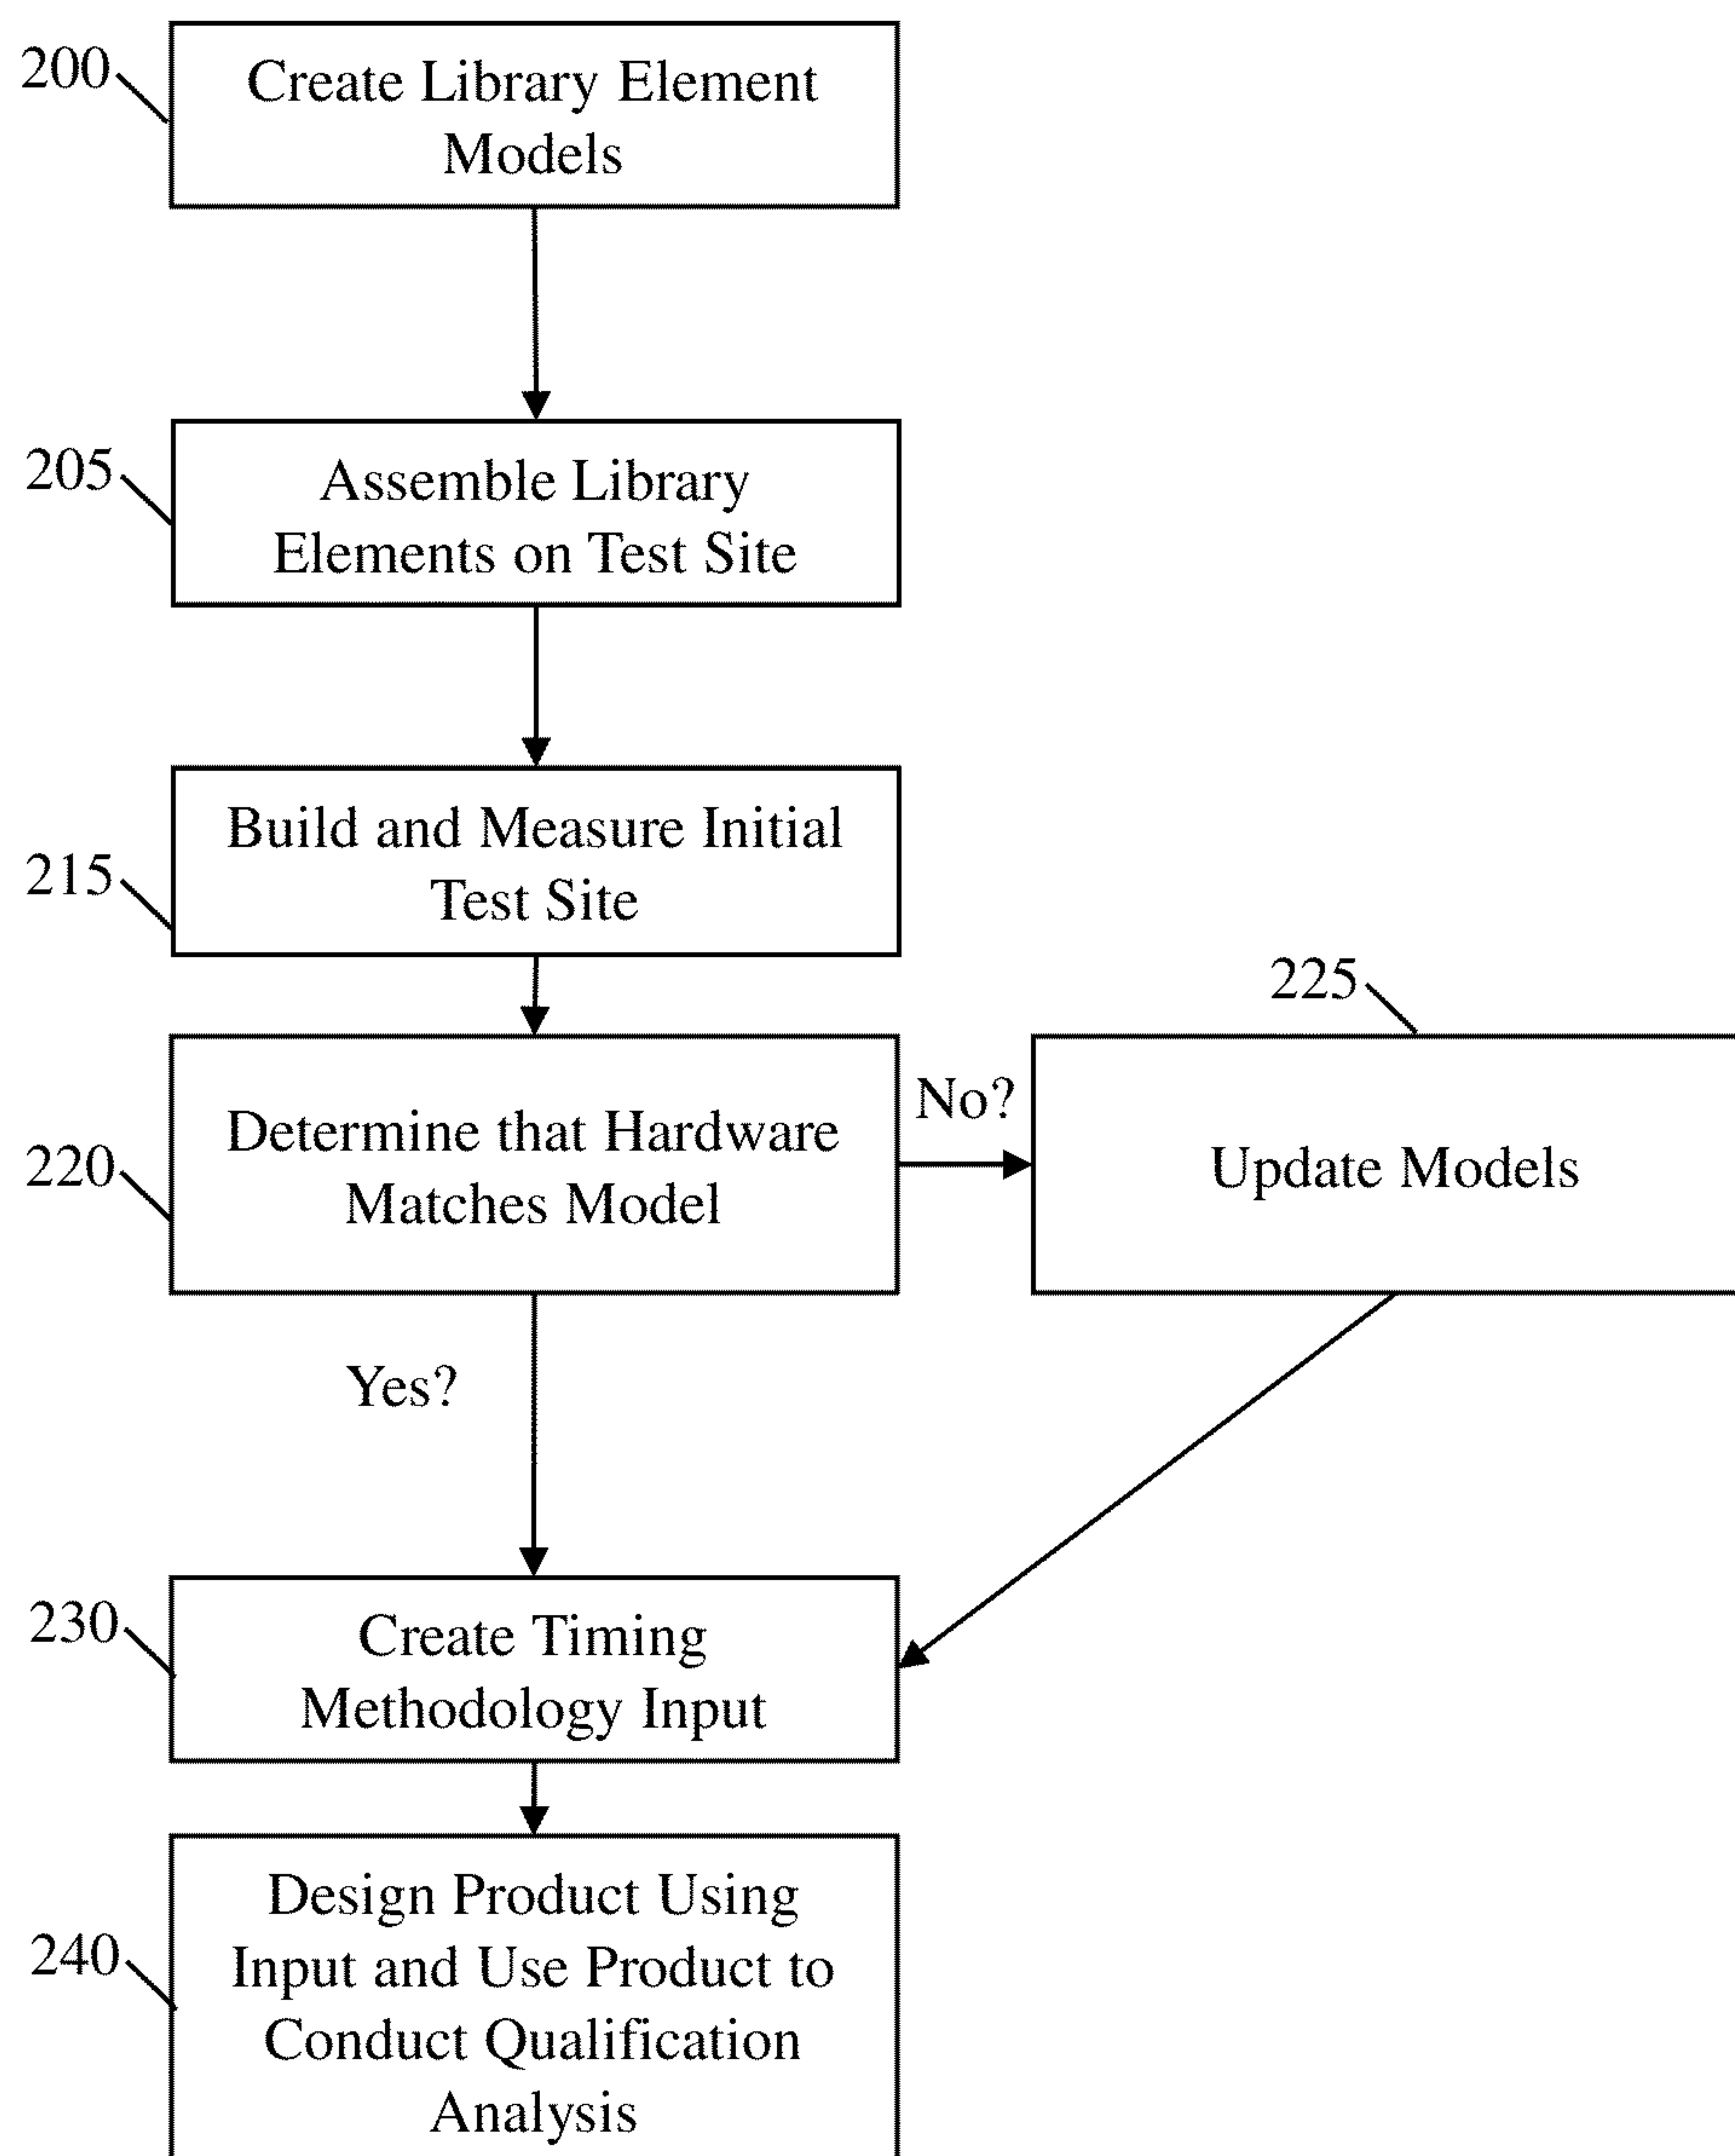 200
Create Library Element
Models
205
Assemble Library
Elements on Test Site
215
Build and Measure Initial
Test Site
225
220
Determine that Hardware
Matches Model
No?
Update Models
Yes?
230
Create Timing
Methodology Input
240
Design Product Using
Input and Use Product to
Conduct Qualification
Analysis